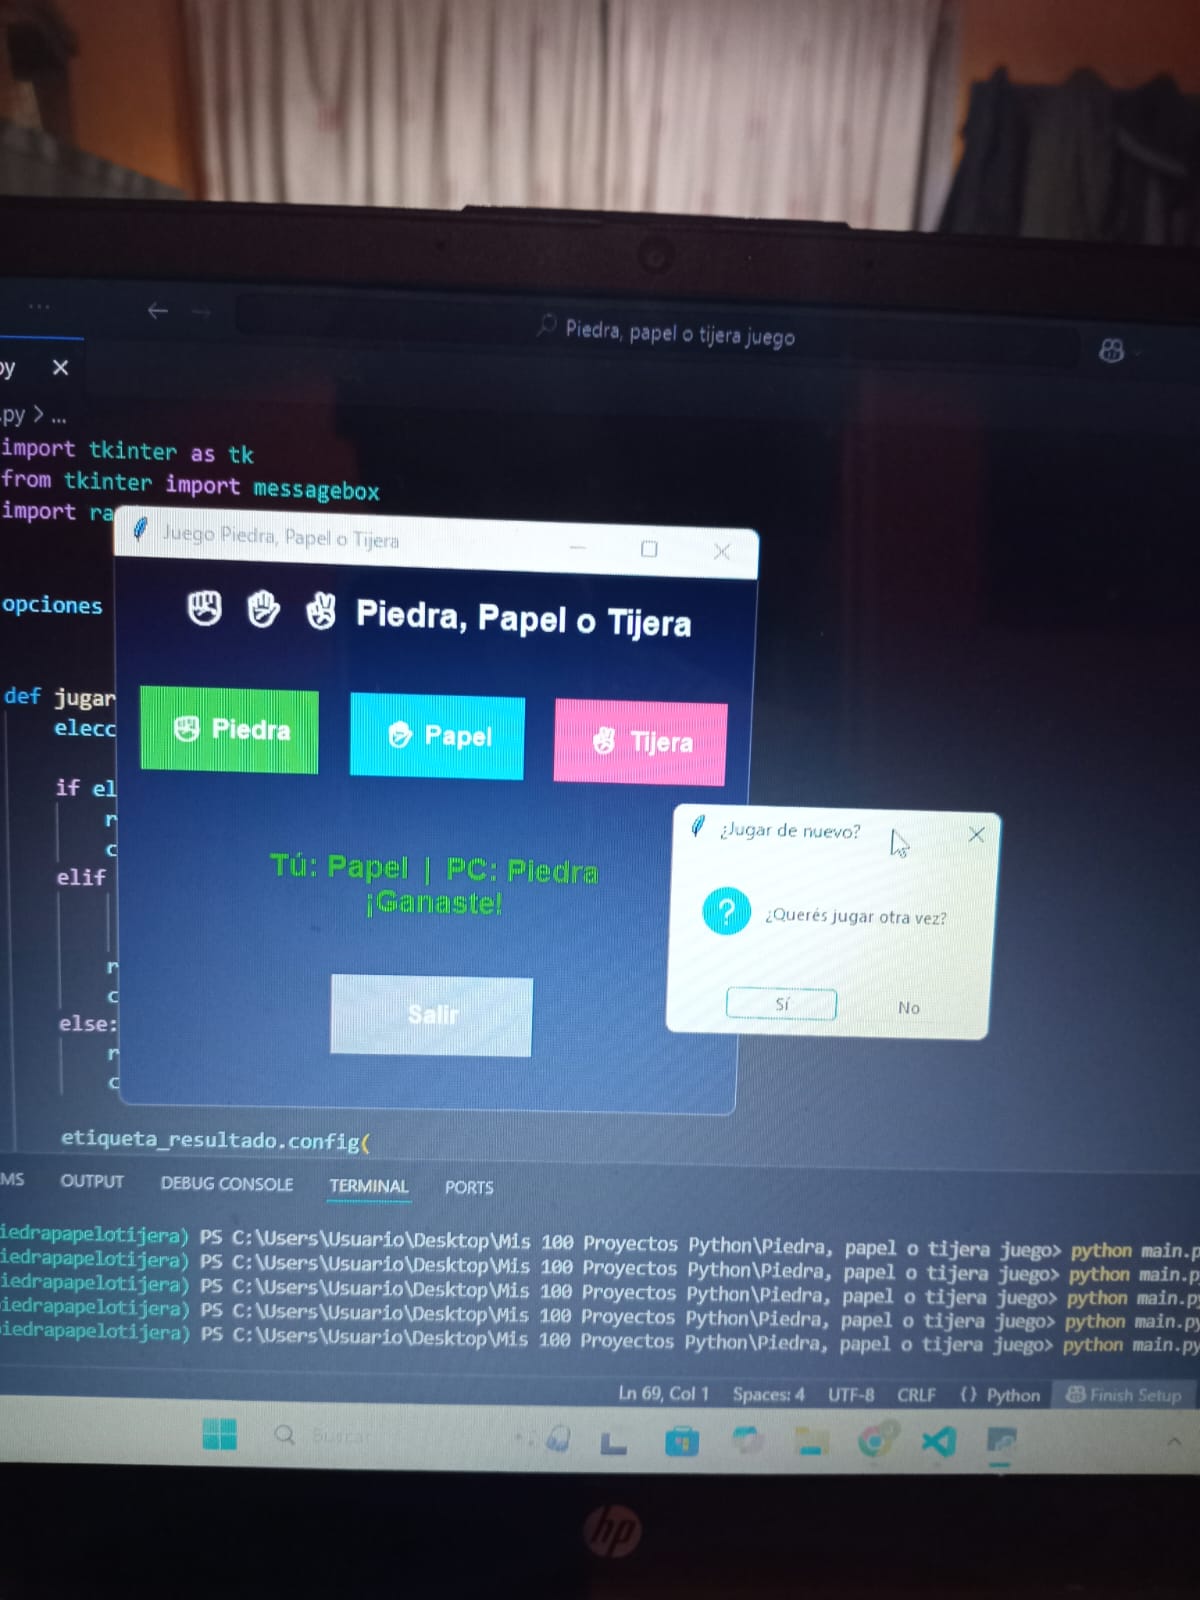 Piedra, papel o tijera juego
py
.py > ...
import tkinter as tk
from tkinter import messagebox
import ra
Juego Piedra, Papel o Tijera
opciones
Piedra, Papel o Tijera
def jugar
elecc
Piedra
Papel
Tijera
if el
r
c
elif
¿Jugar de nuevo?
Tú: Papel | PC: Piedra
¡Ganaste!
¿Querés jugar otra vez?
r
c
Salir
Sí
No
else:
r
c
etiqueta_resultado.config(
MS OUTPUT DEBUG CONSOLE TERMINAL PORTS
iedrapapelotijera) PS C:\Users\Usuario\Desktop\Mis 100 Proyectos Python\Piedra, papel o tijera juego> python main.p
iedrapapelotijera) PS C:\Users\Usuario\Desktop\Mis 100 Proyectos Python\Piedra, papel o tijera juego> python main.p
iedrapapelotijera) PS C:\Users\Usuario\Desktop\Mis 100 Proyectos Python\Piedra, papel o tijera juego> python main.py
iedrapapelotijera) PS C:\Users\Usuario\Desktop\Mis 100 Proyectos Python\Piedra, papel o tijera juego> python main.py
iedrapapelotijera) PS C:\Users\Usuario\Desktop\Mis 100 Proyectos Python\Piedra, papel o tijera juego> python main.py
Ln 69, Col 1 Spaces: 4 UTF-8 CRLF {} Python Finish Setup
Buscar
hp